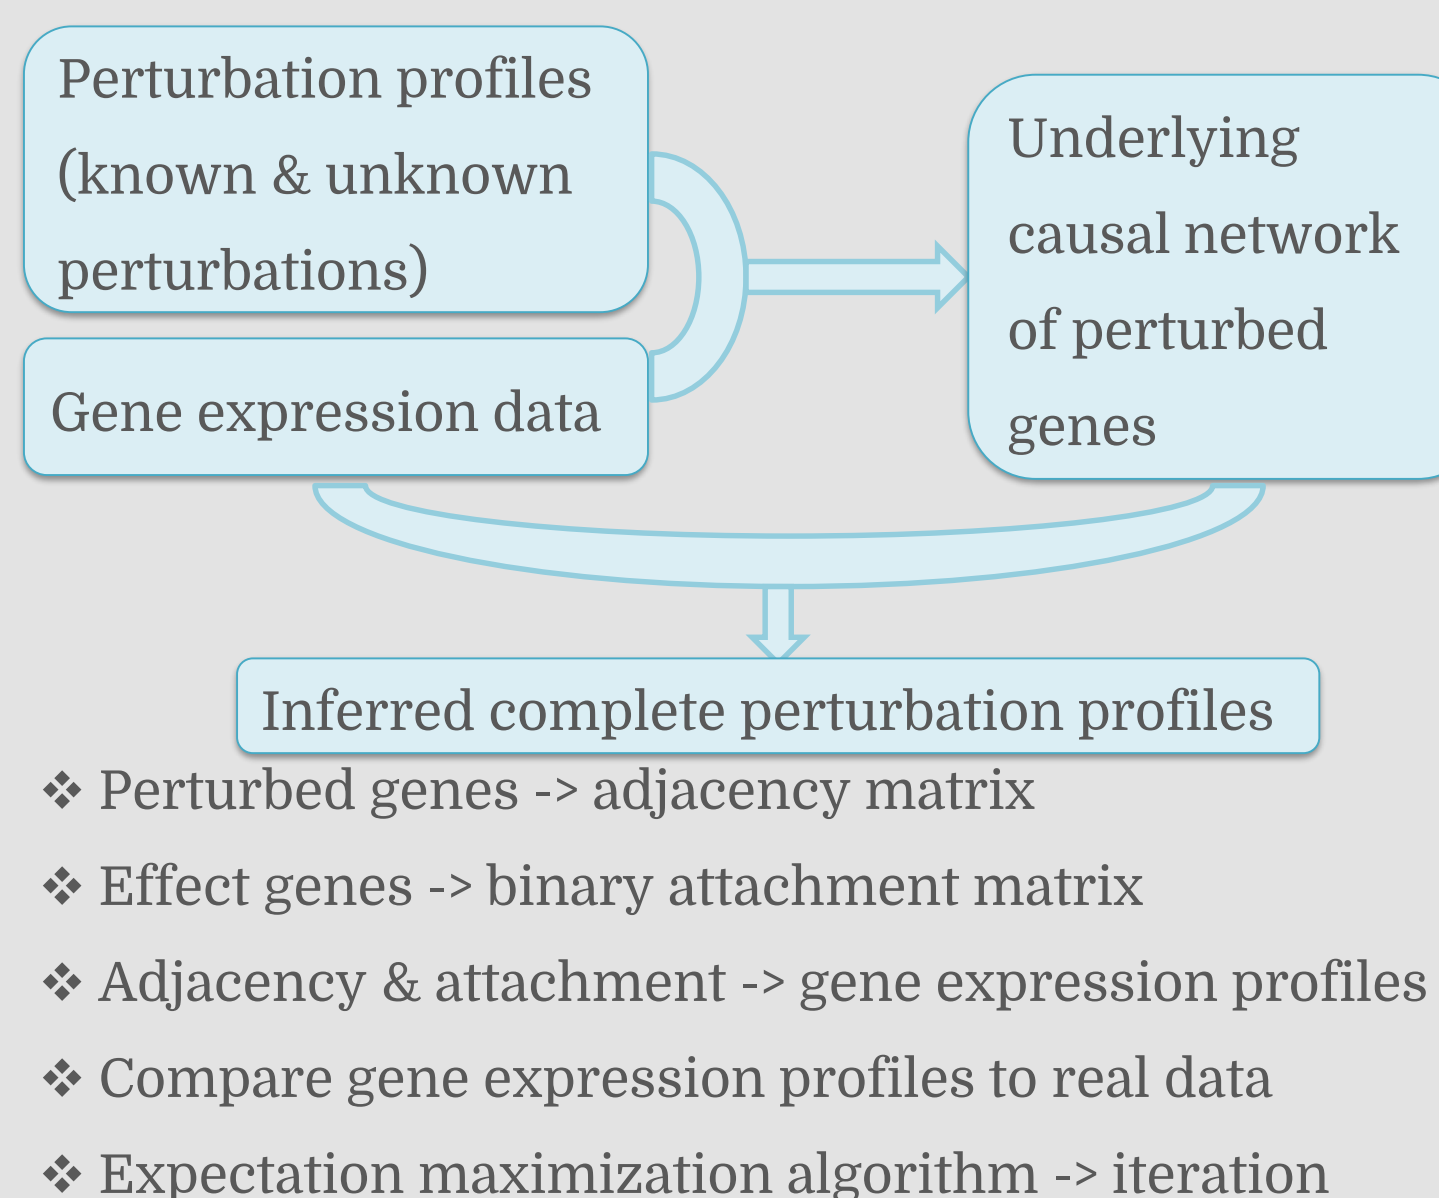 Perturbation profiles
(known & unknown
perturbations)
Gene expression data
Underlying
causal network
of perturbed
genes
Inferred complete perturbation profiles
❖ Perturbed genes -> adjacency matrix
❖ Effect genes -> binary attachment matrix
❖ Adjacency & attachment -> gene expression profiles
❖ Compare gene expression profiles to real data
❖ Expectation maximization algorithm -> iteration